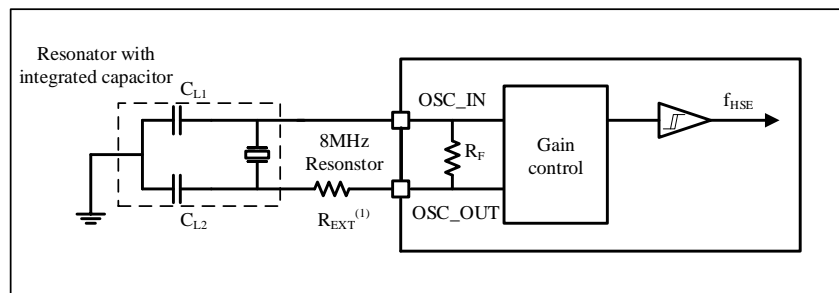 Resonator with
integrated capacitor
CL1
OSC_IN
fHSE
8MHz
Resonstor
RF
Gain
control
CL2
REXT(1)
OSC_OUT